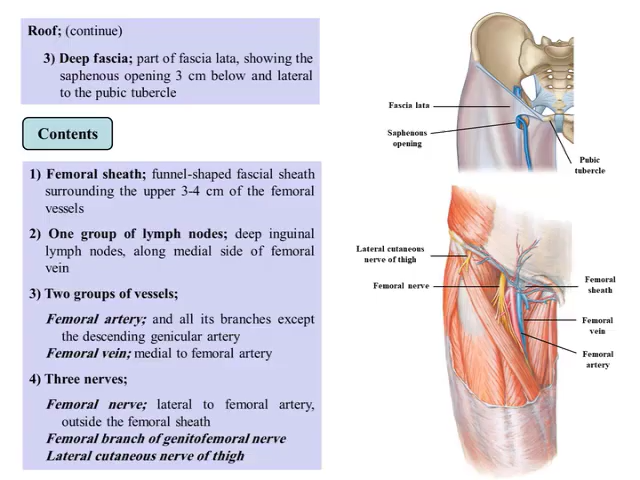 Roof; (continue)
3) Deep fascia; part of fascia lata, showing the
saphenous opening 3 cm below and lateral
to the pubic tubercle
Contents
1) Femoral sheath; funnel-shaped fascial sheath
surrounding the upper 3-4 cm of the femoral
vessels
2) One group of lymph nodes; deep inguinal
lymph nodes, along medial side of femoral
vein
3) Two groups of vessels;
Femoral artery; and all its branches except
the descending genicular artery
Femoral vein; medial to femoral artery
4) Three nerves;
Femoral nerve; lateral to femoral artery,
outside the femoral sheath
Femoral branch of genitofemoral nerve
Lateral cutaneous nerve of thigh
Fascia lata
Saphenous
opening
Pubic
tubercle
Lateral cutaneous
nerve of thigh
Femoral nerve
Femoral
sheath
Femoral
vein
Femoral
artery